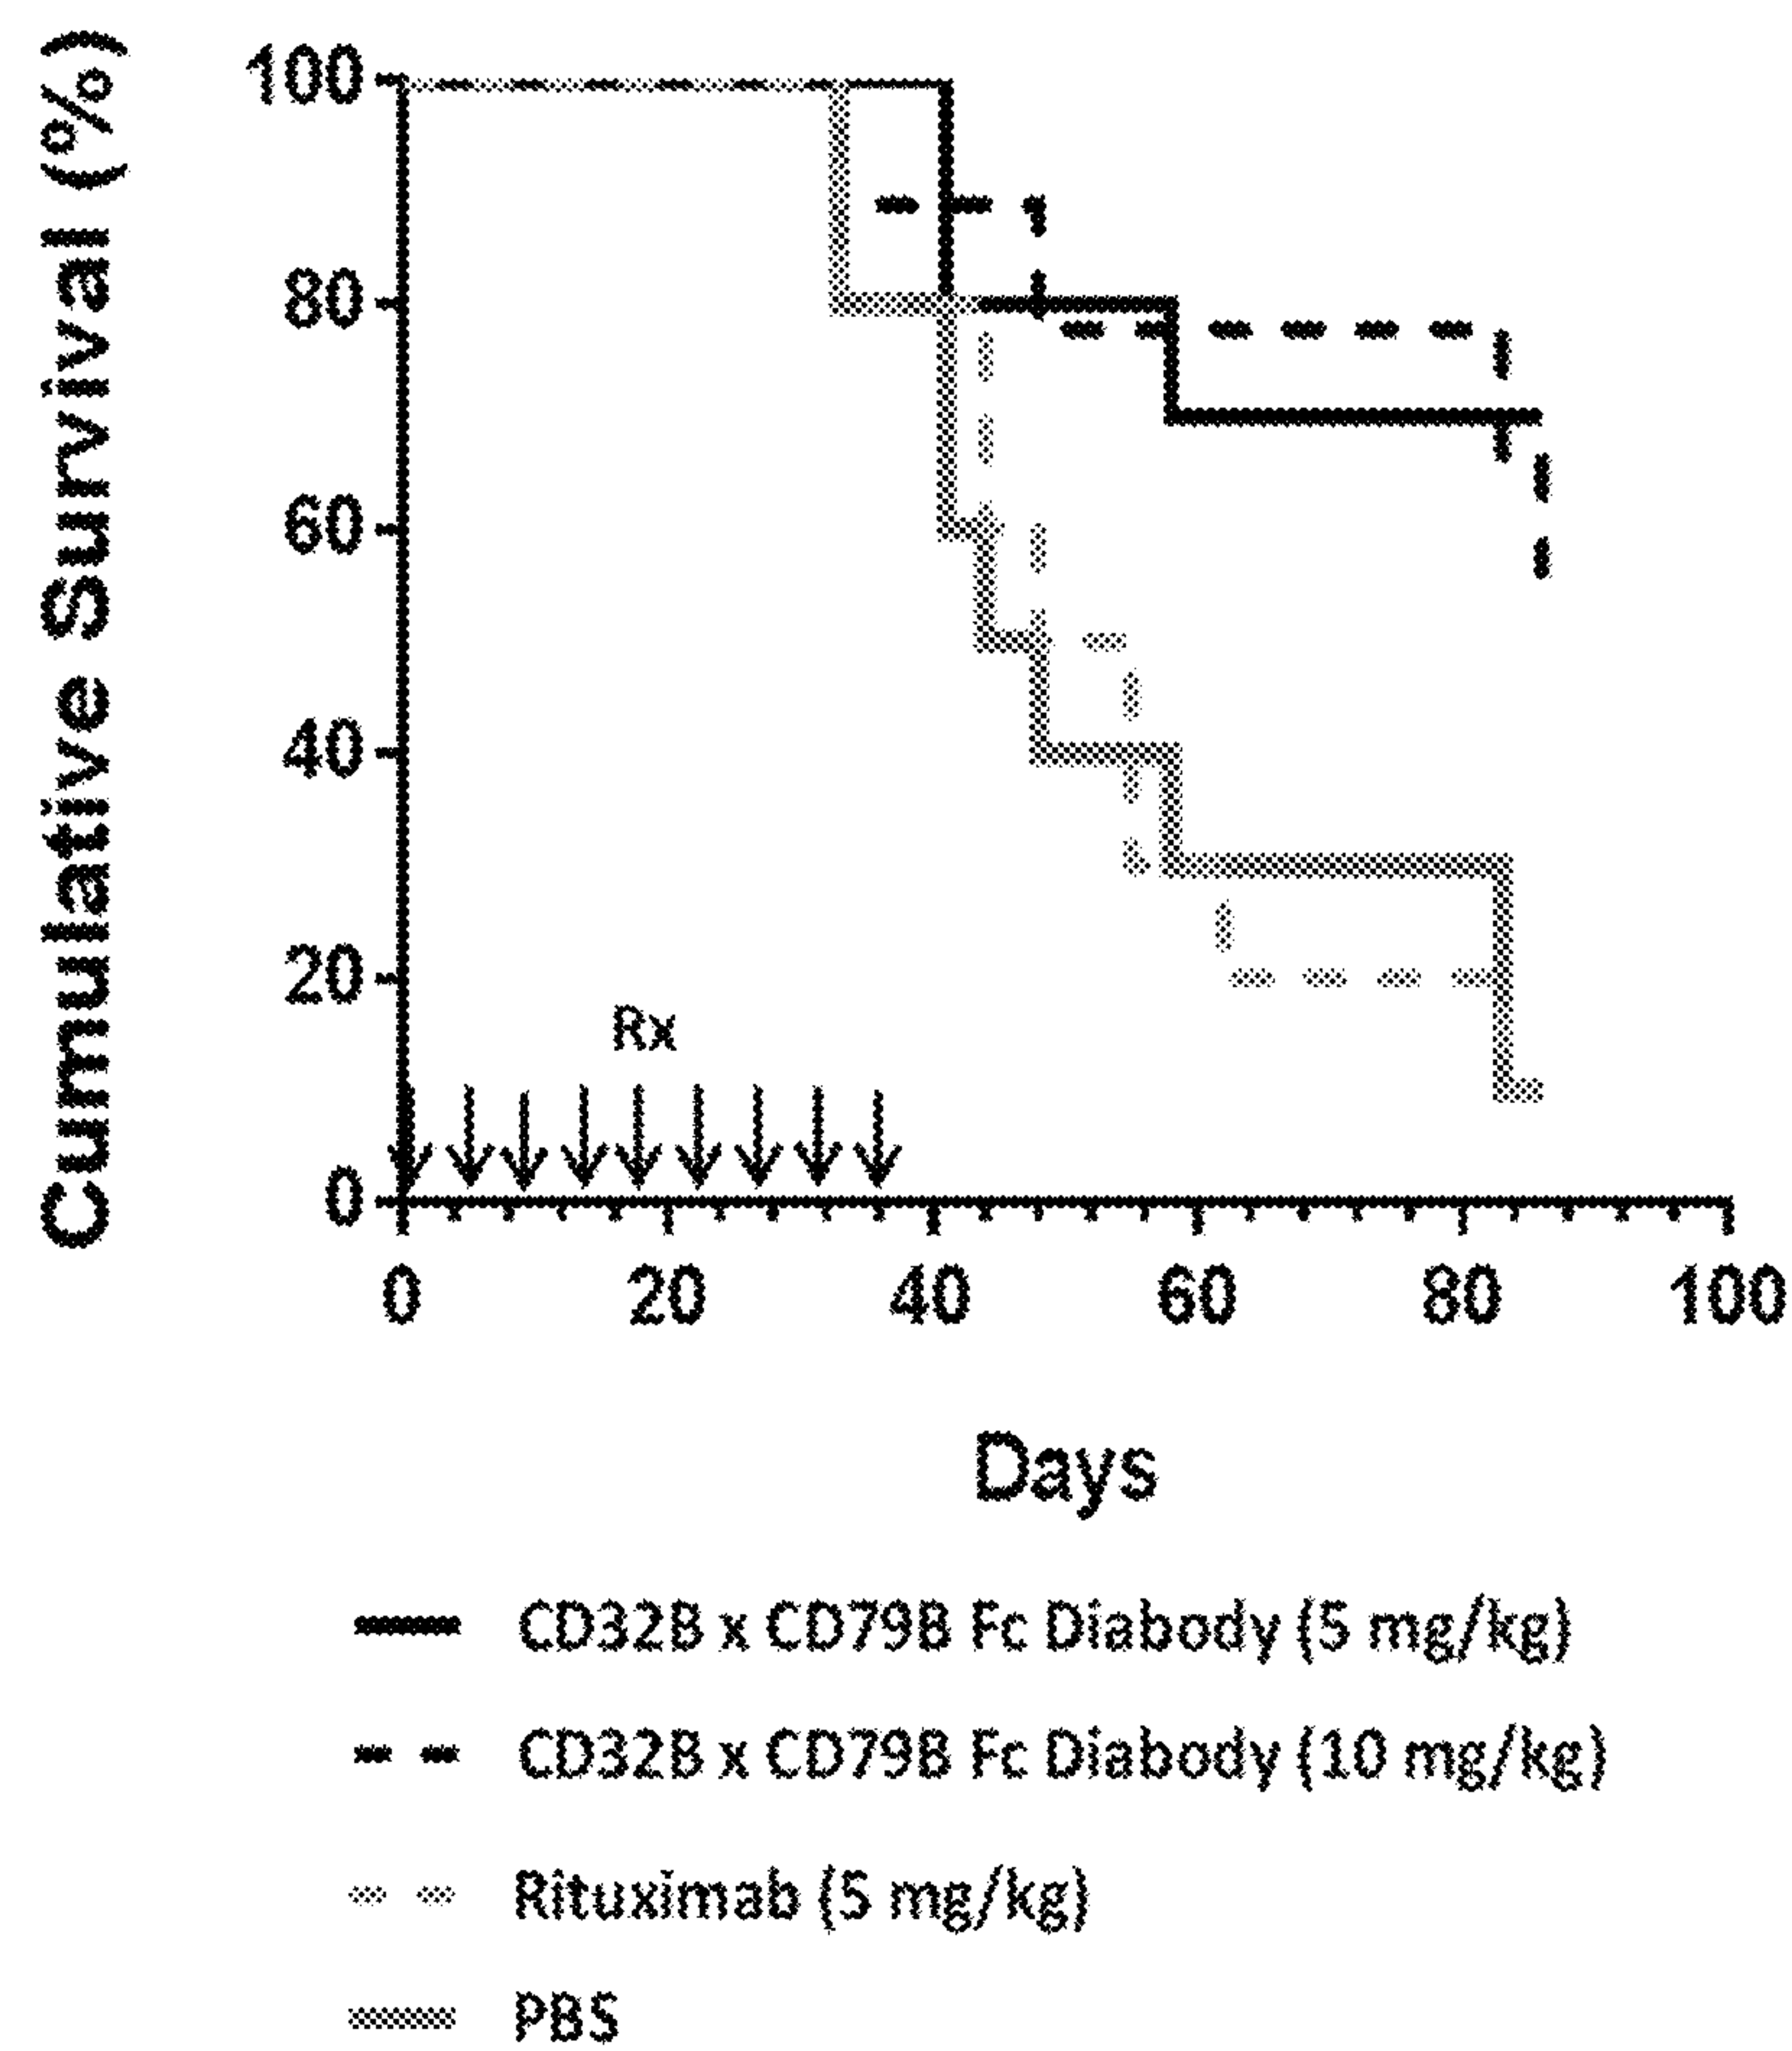 Cumulative Survival (%)
100
80
60
40
20
0
Rx
0 20 40 60 80 100
Days
CD32B x CD79B Fc Diabody (5 mg/kg)
CD32B x CD79B Fc Diabody (10 mg/kg)
Rituximab (5 mg/kg)
PBS